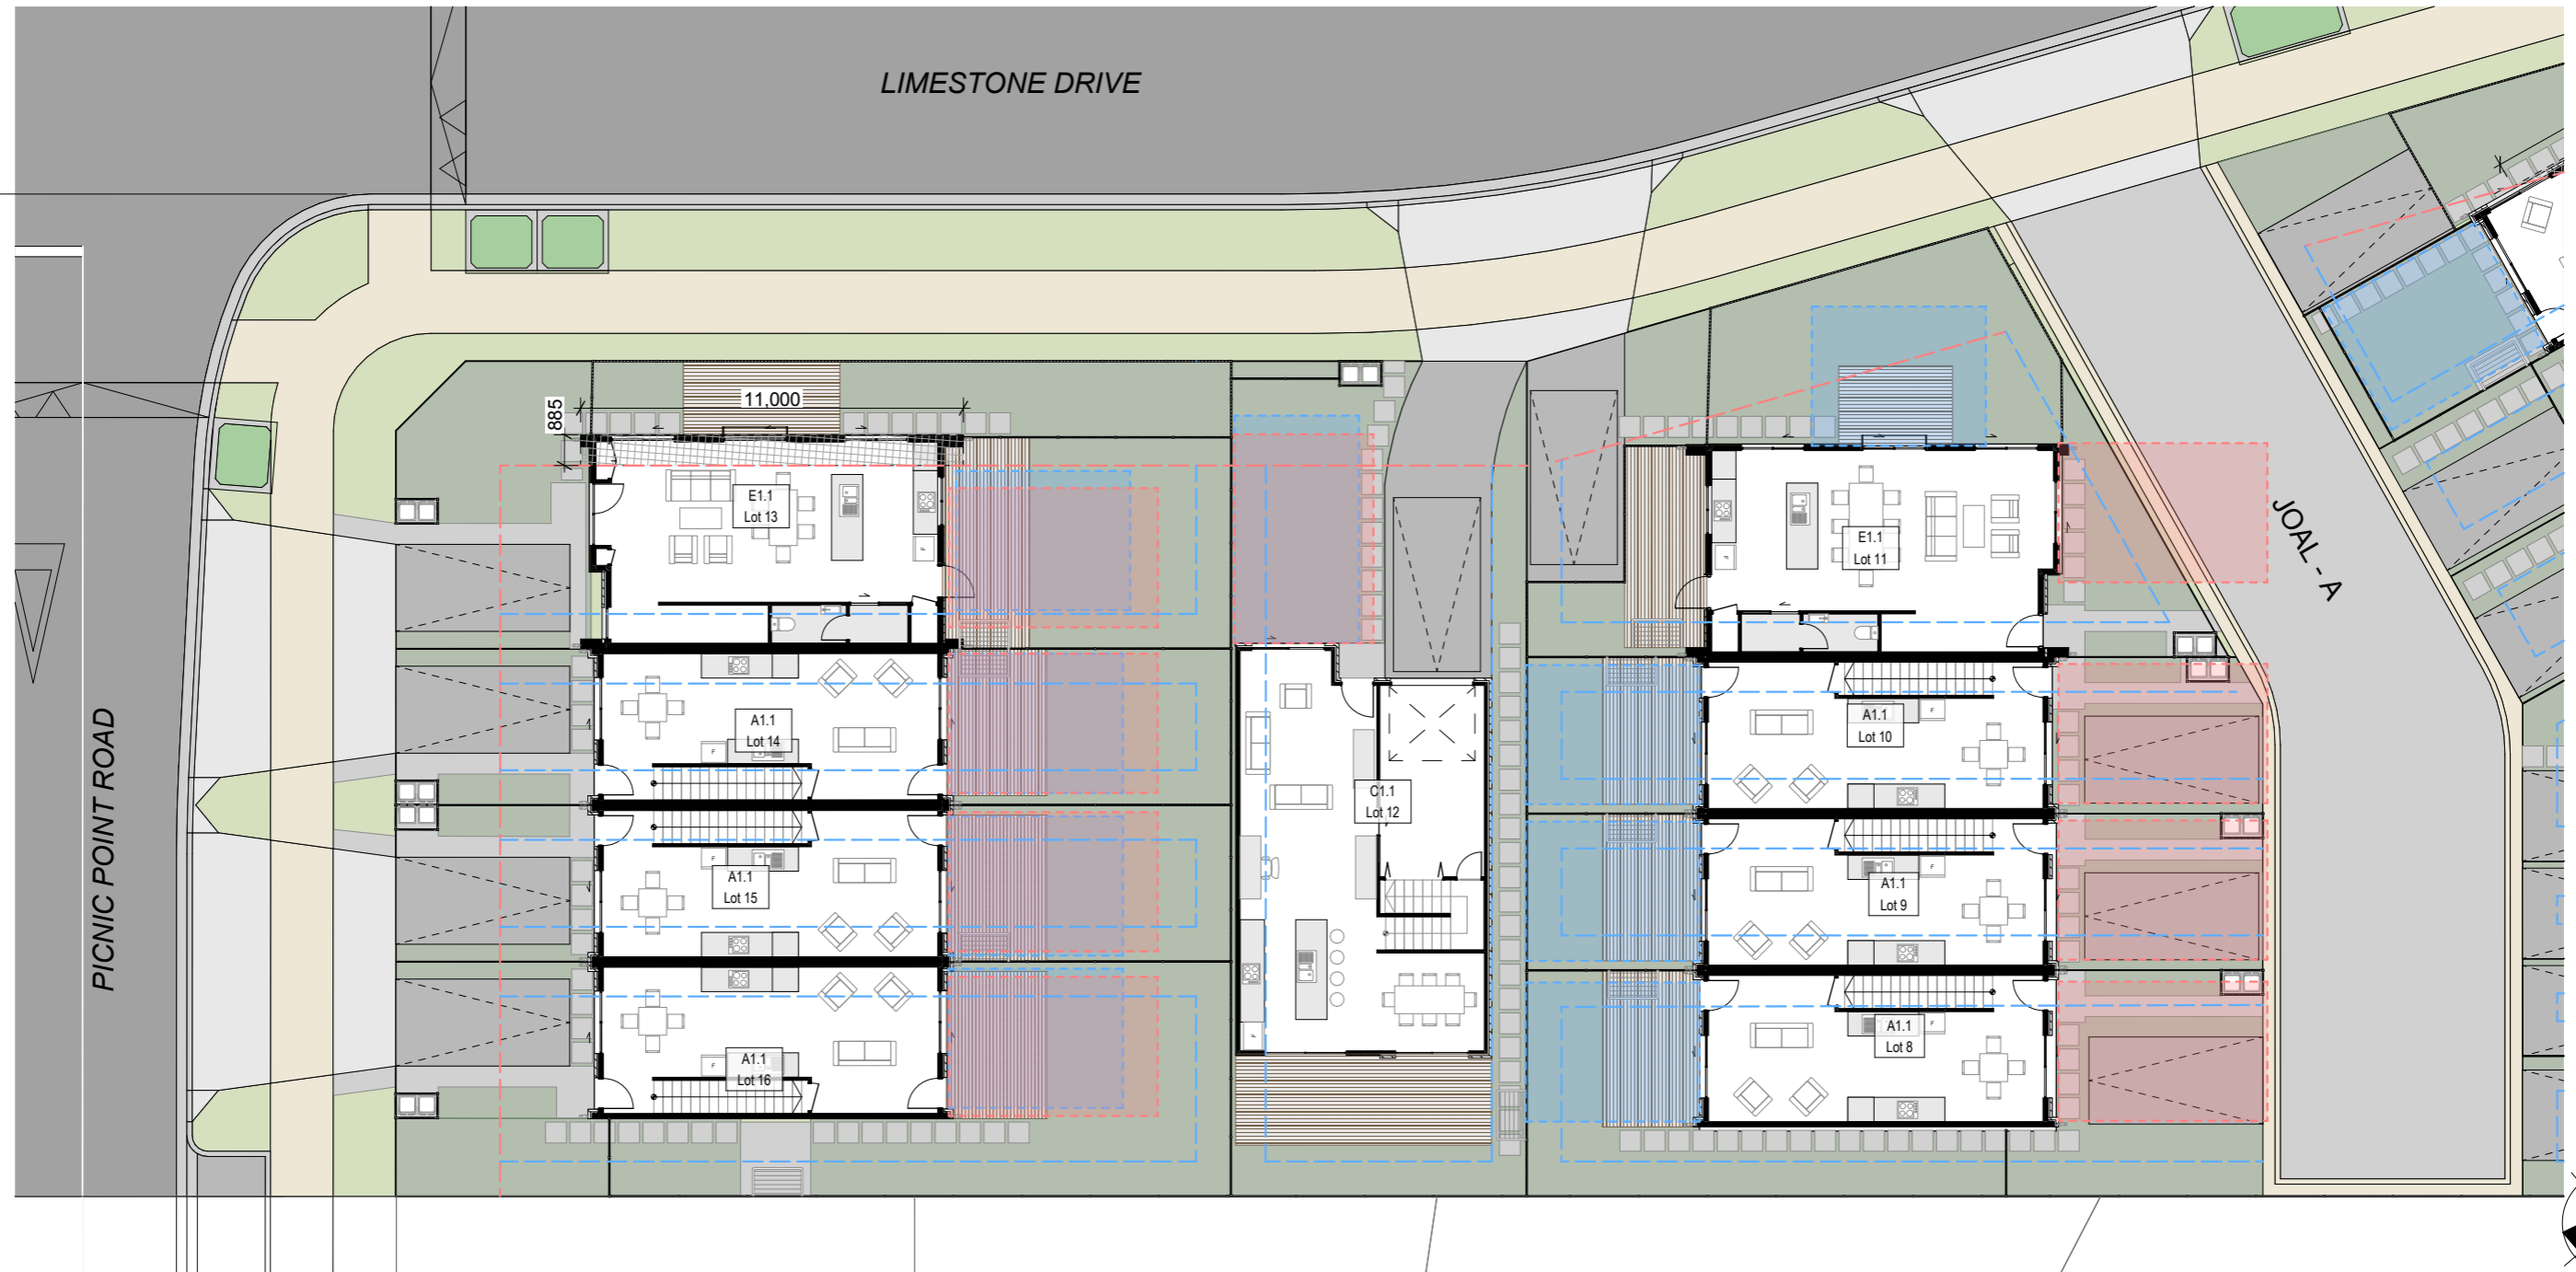 LIMESTONE DRIVE
11,000
885
E1.1
Lot 13
F
E1.1
Lot 11
F
JOAL - A
PICNIC POINT ROAD
A1.1
Lot 14
F
A1.1
Lot 10
F
C1.1
Lot 12
F
A1.1
Lot 15
F
A1.1
Lot 9
F
A1.1
Lot 16
F
A1.1
Lot 8
F